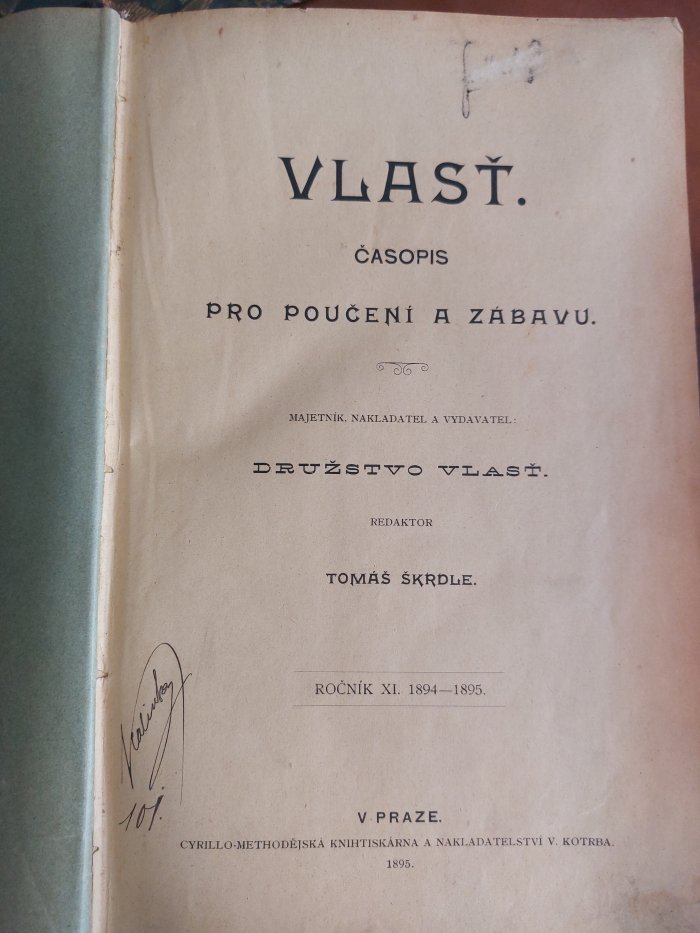 VLASŤ.
ČASOPIS
PRO POUČENÍ A ZÁBAVU.
MAJETNÍK, NAKLADATEL A VYDAVATEL:
DRUŽSTVO VLASŤ.
REDAKTOR
TOMÁŠ ŠKRDLE.
ROČNÍK XI. 1894—1895.
V PRAZE.
CYRILLO-METHODĚJSKÁ KNIHTISKÁRNA A NAKLADATELSTVÍ V. KOTRBA.
1895.